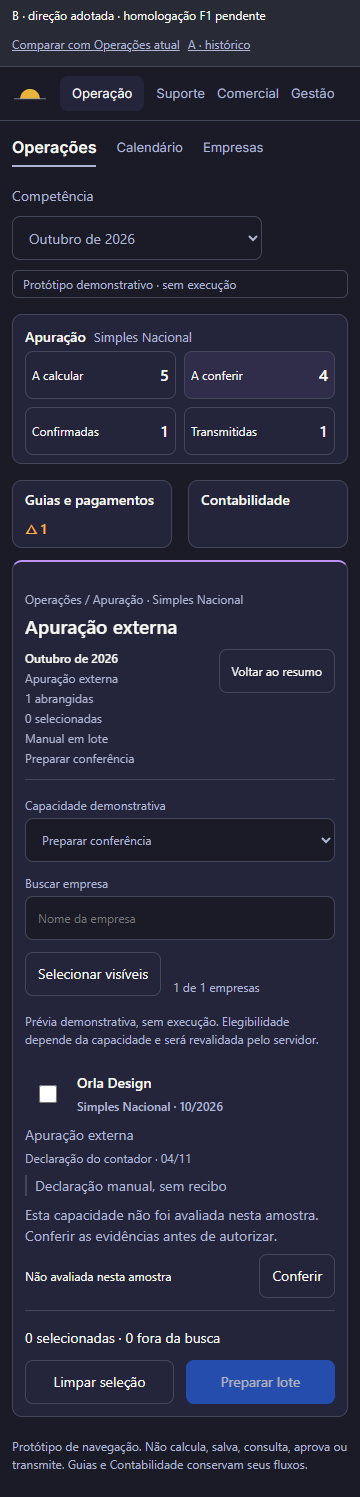 B · direção adotada · homologação F1 pendente
Comparar com Operações atual A · histórico
Operação Suporte Comercial Gestão
Operações Calendário Empresas
Competência
Outubro de 2026
Protótipo demonstrativo · sem execução
Apuração Simples Nacional
A calcular 5
A conferir 4
Confirmadas 1
Transmitidas 1
Guias e pagamentos
△ 1
Contabilidade
Operações / Apuração · Simples Nacional
Apuração externa
Outubro de 2026
Apuração externa
1 abrangidas
0 selecionadas
Manual em lote
Preparar conferência
Voltar ao resumo
Capacidade demonstrativa
Preparar conferência
Buscar empresa
Nome da empresa
Selecionar visíveis
1 de 1 empresas
Prévia demonstrativa, sem execução. Elegibilidade
depende da capacidade e será revalidada pelo servidor.
Orla Design
Simples Nacional · 10/2026
Apuração externa
Declaração do contador · 04/11
Declaração manual, sem recibo
Esta capacidade não foi avaliada nesta amostra.
Conferir as evidências antes de autorizar.
Não avaliada nesta amostra
Conferir
0 selecionadas · 0 fora da busca
Limpar seleção
Preparar lote
Protótipo de navegação. Não calcula, salva, consulta, aprova ou
transmite. Guias e Contabilidade conservam seus fluxos.